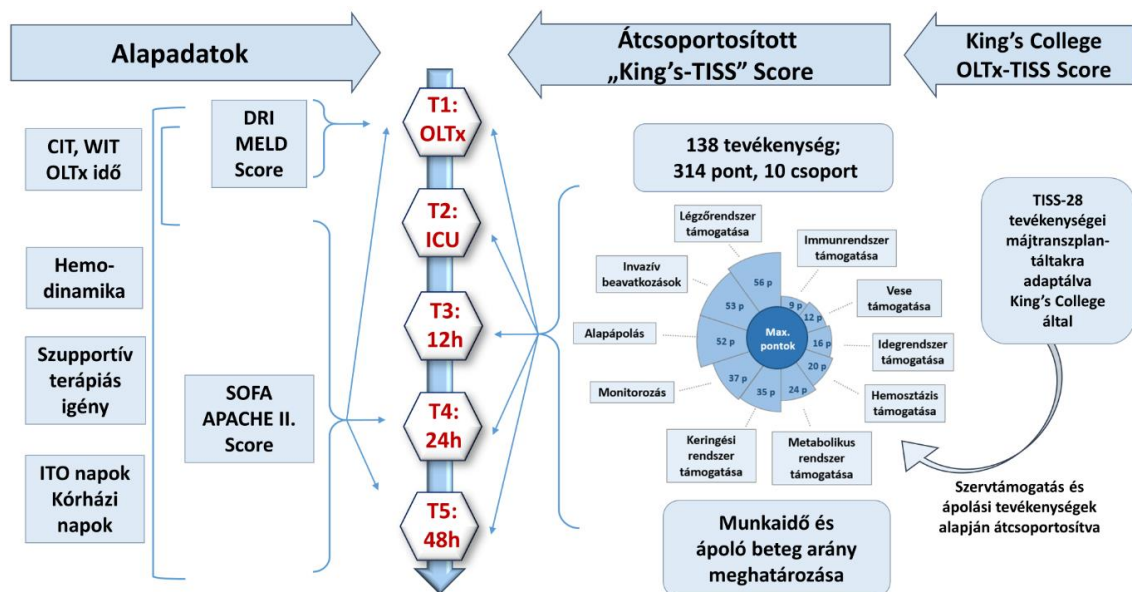 Alapadatok
Átcsoportosított
„King's-TISS” Score
King's College
OLTx-TISS Score
CIT, WIT
OLTx idő
DRI
MELD
Score
Hemo-
dinamika
Szupportív
terápiás
igény
ITO napok
Kórházi
napok
SOFA
APACHE II.
Score
T1:
OLTx
T2:
ICU
T3:
12h
T4:
24h
T5:
48h
138 tevékenység;
314 pont, 10 csoport
Légzőrendszer
támogatása
Immunrendszer
támogatása
Invazív
beavatkozások
Vese
támogatása
Alapápolás
Idegrendszer
támogatása
Monitorozás
Hemosztázis
támogatása
Keringési
rendszer
támogatása
Metabolikus
rendszer
támogatása
56 p
9 p
53 p
12 p
52 p
16 p
37 p
20 p
35 p
24 p
Max.
pontok
Munkaidő és
ápoló beteg arány
meghatározása
TISS-28
tevékenységei
májtranszplan-
táltakra
adaptálva
King's College
által
Szervtámogatás és
ápolási tevékenységek
alapján átcsoportosítva